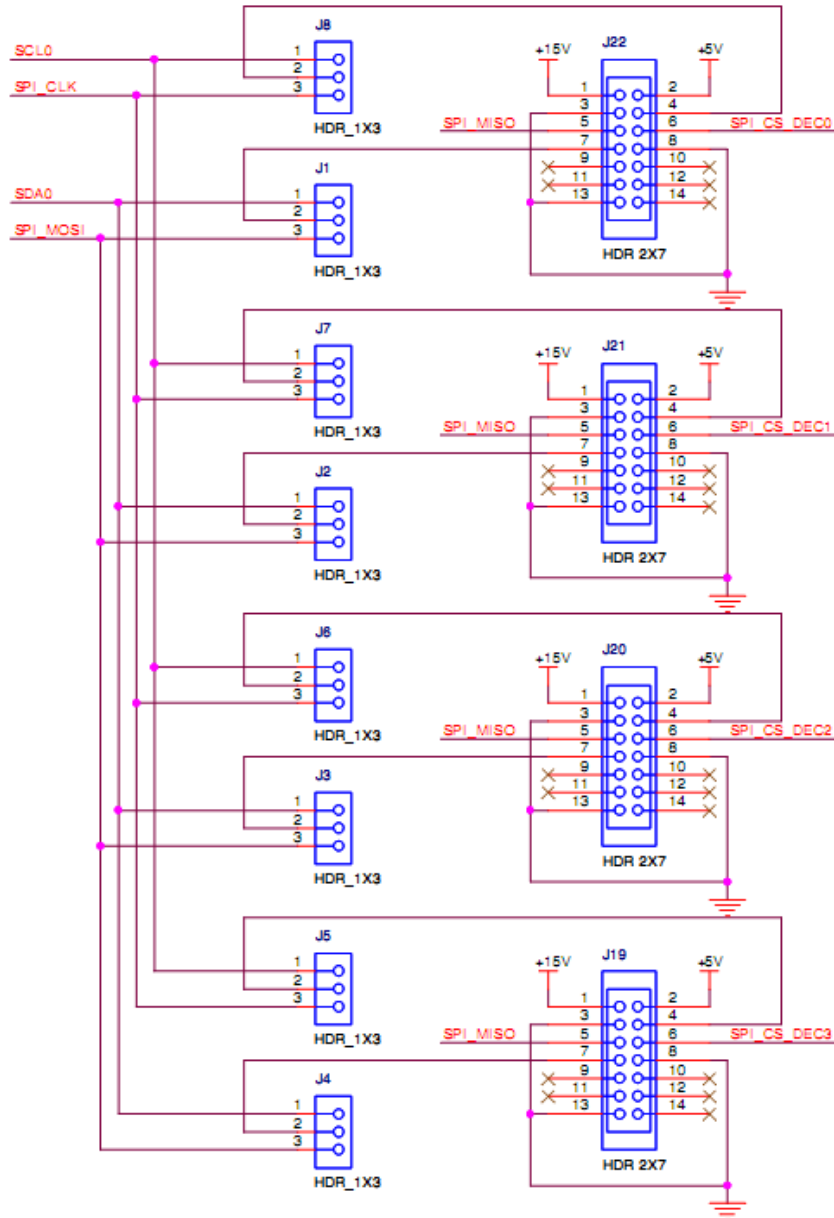 J8
SCL0 1
2
SPI_CLK 3
HDR_1X3
J1
SDA0 1
2
SPI_MOSI 3
HDR_1X3
J22
+15V +5V
1 2
3 4
SPI_MISO 5 6 SPI_CS_DEC0
7 8
9 10
11 12
13 14
HDR 2X7
J7
1
2
3
HDR_1X3
J2
1
2
3
HDR_1X3
J21
+15V +5V
1 2
3 4
SPI_MISO 5 6 SPI_CS_DEC1
7 8
9 10
11 12
13 14
HDR 2X7
J6
1
2
3
HDR_1X3
J3
1
2
3
HDR_1X3
J20
+15V +5V
1 2
3 4
SPI_MISO 5 6 SPI_CS_DEC2
7 8
9 10
11 12
13 14
HDR 2X7
J5
1
2
3
HDR_1X3
J4
1
2
3
HDR_1X3
J19
+15V +5V
1 2
3 4
SPI_MISO 5 6 SPI_CS_DEC3
7 8
9 10
11 12
13 14
HDR 2X7